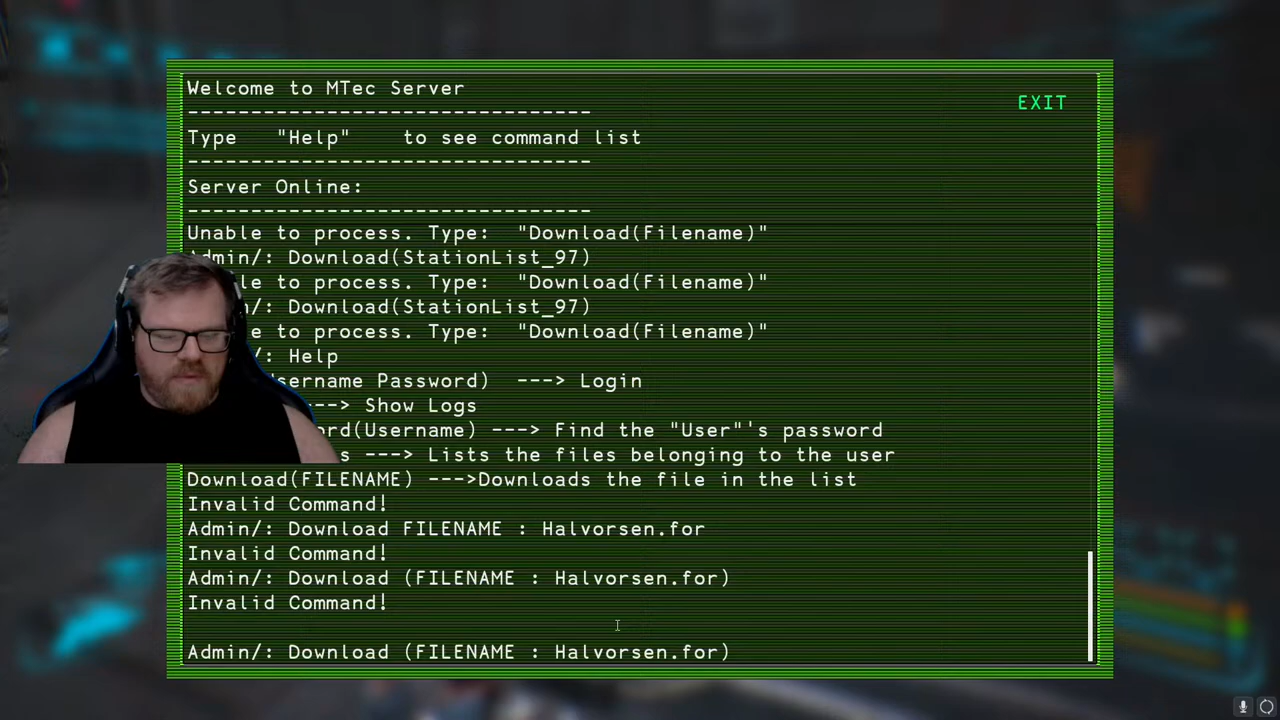 Welcome to MTec Server
EXIT
--------------------------------
Type "Help" to see command list
--------------------------------
Server Online:
--------------------------------
Unable to process. Type: "Download(Filename)"
Admin/: Download(StationList_97)
le to process. Type: "Download(Filename)"
n/: Download(StationList_97)
e to process. Type: "Download(Filename)"
/: Help
sername Password) ---> Login
--> Show Logs
rd(Username) ---> Find the "User"'s password
s ---> Lists the files belonging to the user
Download(FILENAME) --->Downloads the file in the list
Invalid Command!
Admin/: Download FILENAME : Halvorsen.for
Invalid Command!
Admin/: Download (FILENAME : Halvorsen.for)
Invalid Command!
Admin/: Download (FILENAME : Halvorsen.for)